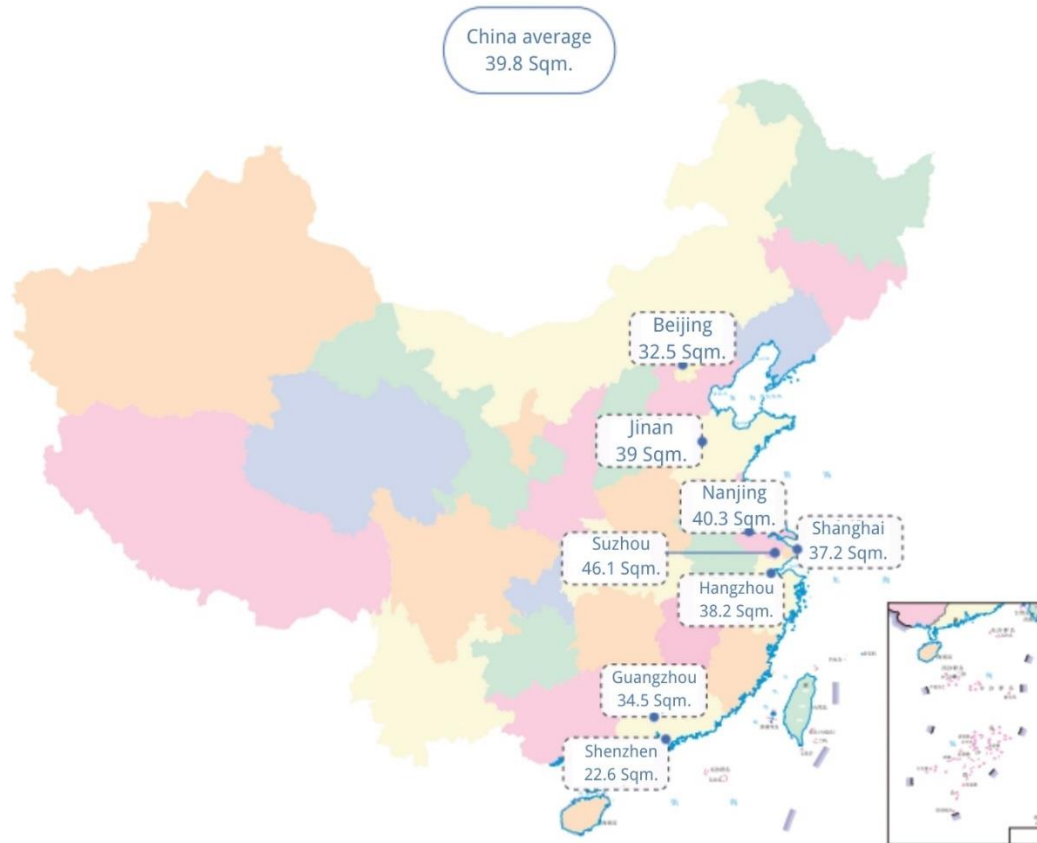 China average
39.8 Sqm.
Beijing
32.5 Sqm.
Jinan
39 Sqm.
Nanjing
40.3 Sqm.
Shanghai
37.2 Sqm.
Suzhou
46.1 Sqm.
Hangzhou
38.2 Sqm.
Guangzhou
34.5 Sqm.
Shenzhen
22.6 Sqm.